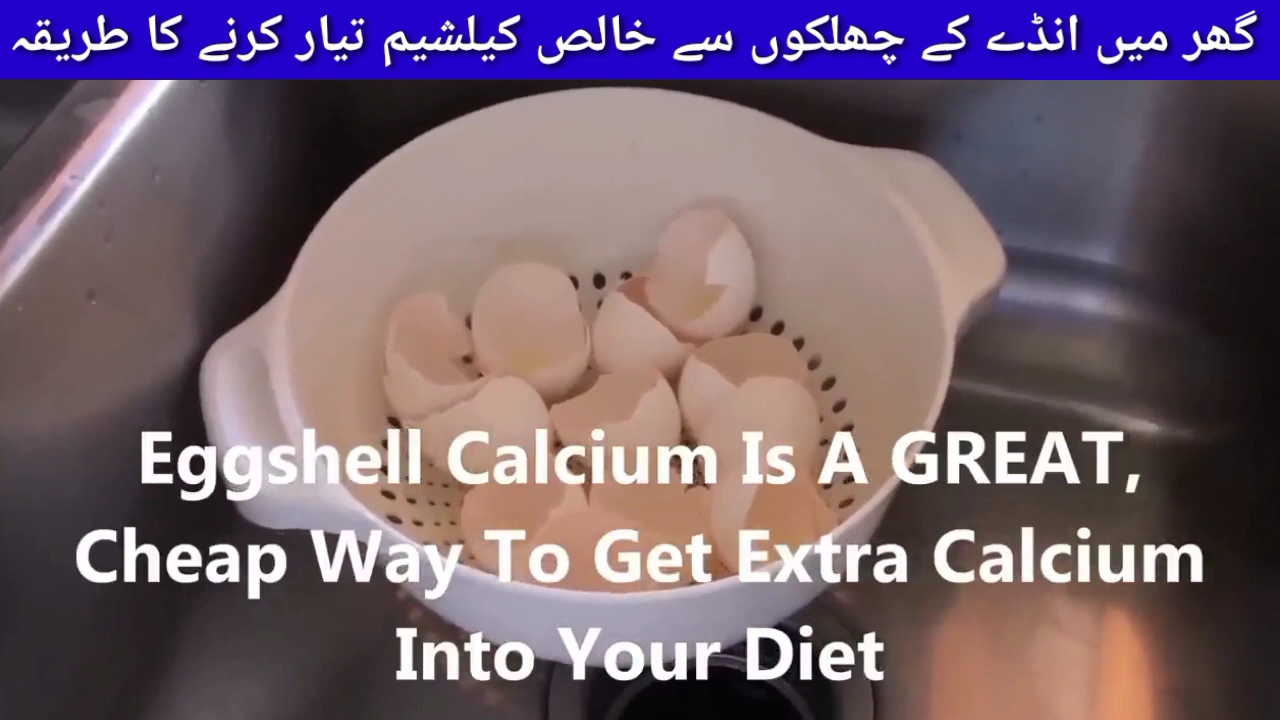 گھر میں انڈے کے چھلکوں سے خالص کیلشیم تیار کرنے کا طریقہ
Eggshell Calcium Is A GREAT,
Cheap Way To Get Extra Calcium
Into Your Diet